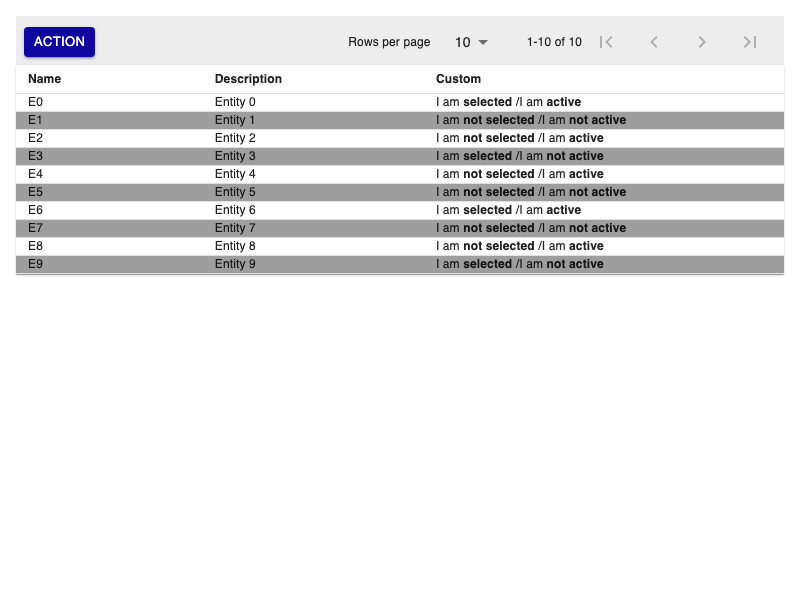 ACTION Rows per page 10 1-10 of 10
Name Description Custom
E0 Entity 0 I am selected /I am active
E1 Entity 1 I am not selected /I am not active
E2 Entity 2 I am not selected /I am active
E3 Entity 3 I am selected /I am not active
E4 Entity 4 I am not selected /I am active
E5 Entity 5 I am not selected /I am not active
E6 Entity 6 I am selected /I am active
E7 Entity 7 I am not selected /I am not active
E8 Entity 8 I am not selected /I am active
E9 Entity 9 I am selected /I am not active